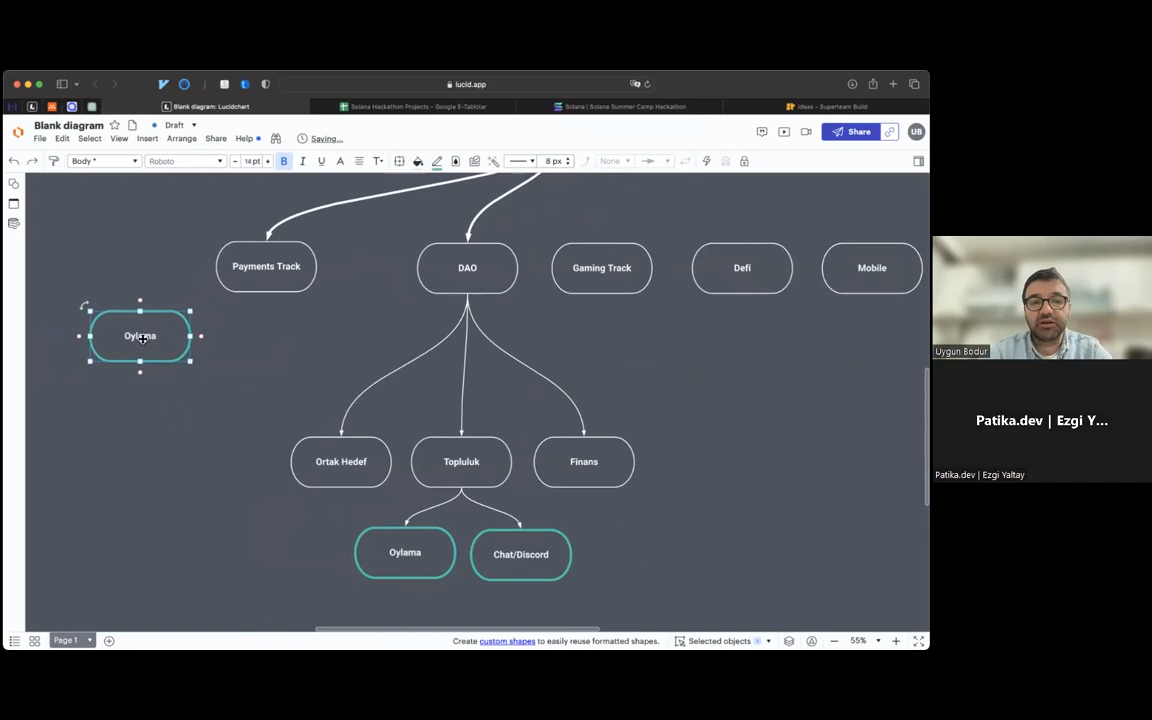 lucid.app
Blank diagram: Lucidchart
Solana Hackathon Projects - Google E-Tablolar
Solana | Solana Summer Camp Hackathon
Ideas – Superteam Build
Blank diagram
Draft
File Edit Select View Insert Arrange Share Help
Saving...
Share
UB
Body *
Roboto
14 pt
B I U A T
8 px
None
Payments Track
DAO
Gaming Track
Defi
Mobile
Oylama
Ortak Hedef
Topluluk
Finans
Oylama
Chat/Discord
Page 1
Create custom shapes to easily reuse formatted shapes.
Selected objects 1
55%
Uygun Bodur
Patika.dev | Ezgi Y...
Patika.dev | Ezgi Yaltay